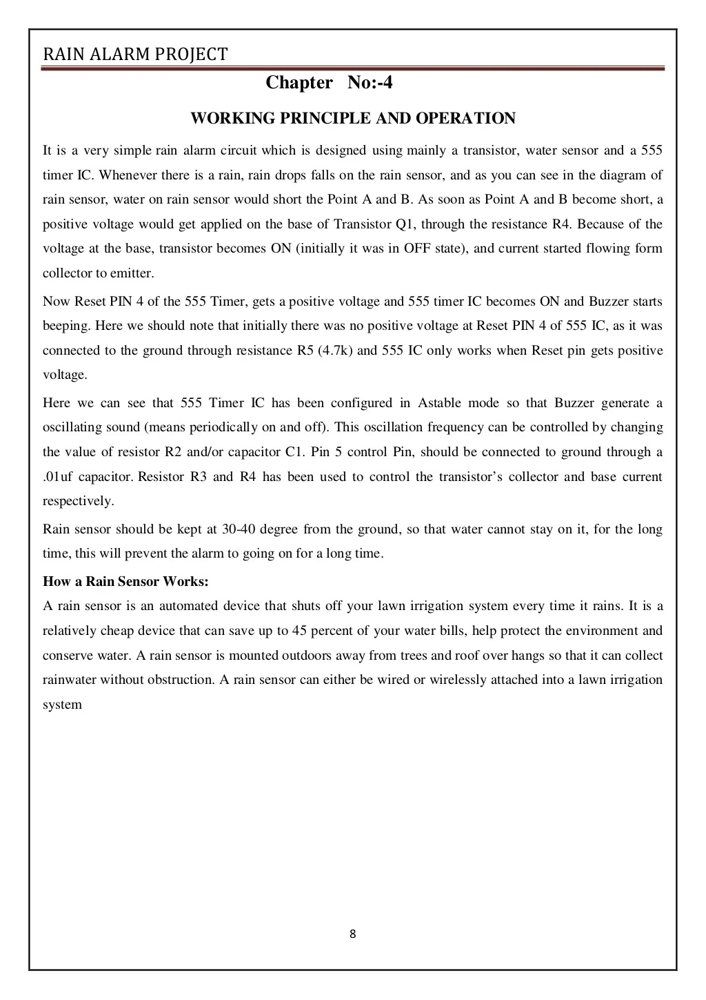 RAIN ALARM PROJECT
Chapter No:-4
WORKING PRINCIPLE AND OPERATION
It is a very simple rain alarm circuit which is designed using mainly a transistor, water sensor and a 555
timer IC. Whenever there is a rain, rain drops falls on the rain sensor, and as you can see in the diagram of
rain sensor, water on rain sensor would short the Point A and B. As soon as Point A and B become short, a
positive voltage would get applied on the base of Transistor Q1, through the resistance R4. Because of the
voltage at the base, transistor becomes ON (initially it was in OFF state), and current started flowing form
collector to emitter.
Now Reset PIN 4 of the 555 Timer, gets a positive voltage and 555 timer IC becomes ON and Buzzer starts
beeping. Here we should note that initially there was no positive voltage at Reset PIN 4 of 555 IC, as it was
connected to the ground through resistance R5 (4.7k) and 555 IC only works when Reset pin gets positive
voltage.
Here we can see that 555 Timer IC has been configured in Astable mode so that Buzzer generate a
oscillating sound (means periodically on and off). This oscillation frequency can be controlled by changing
the value of resistor R2 and/or capacitor C1. Pin 5 control Pin, should be connected to ground through a
.01uf capacitor. Resistor R3 and R4 has been used to control the transistor’s collector and base current
respectively.
Rain sensor should be kept at 30-40 degree from the ground, so that water cannot stay on it, for the long
time, this will prevent the alarm to going on for a long time.
How a Rain Sensor Works:
A rain sensor is an automated device that shuts off your lawn irrigation system every time it rains. It is a
relatively cheap device that can save up to 45 percent of your water bills, help protect the environment and
conserve water. A rain sensor is mounted outdoors away from trees and roof over hangs so that it can collect
rainwater without obstruction. A rain sensor can either be wired or wirelessly attached into a lawn irrigation
system
8